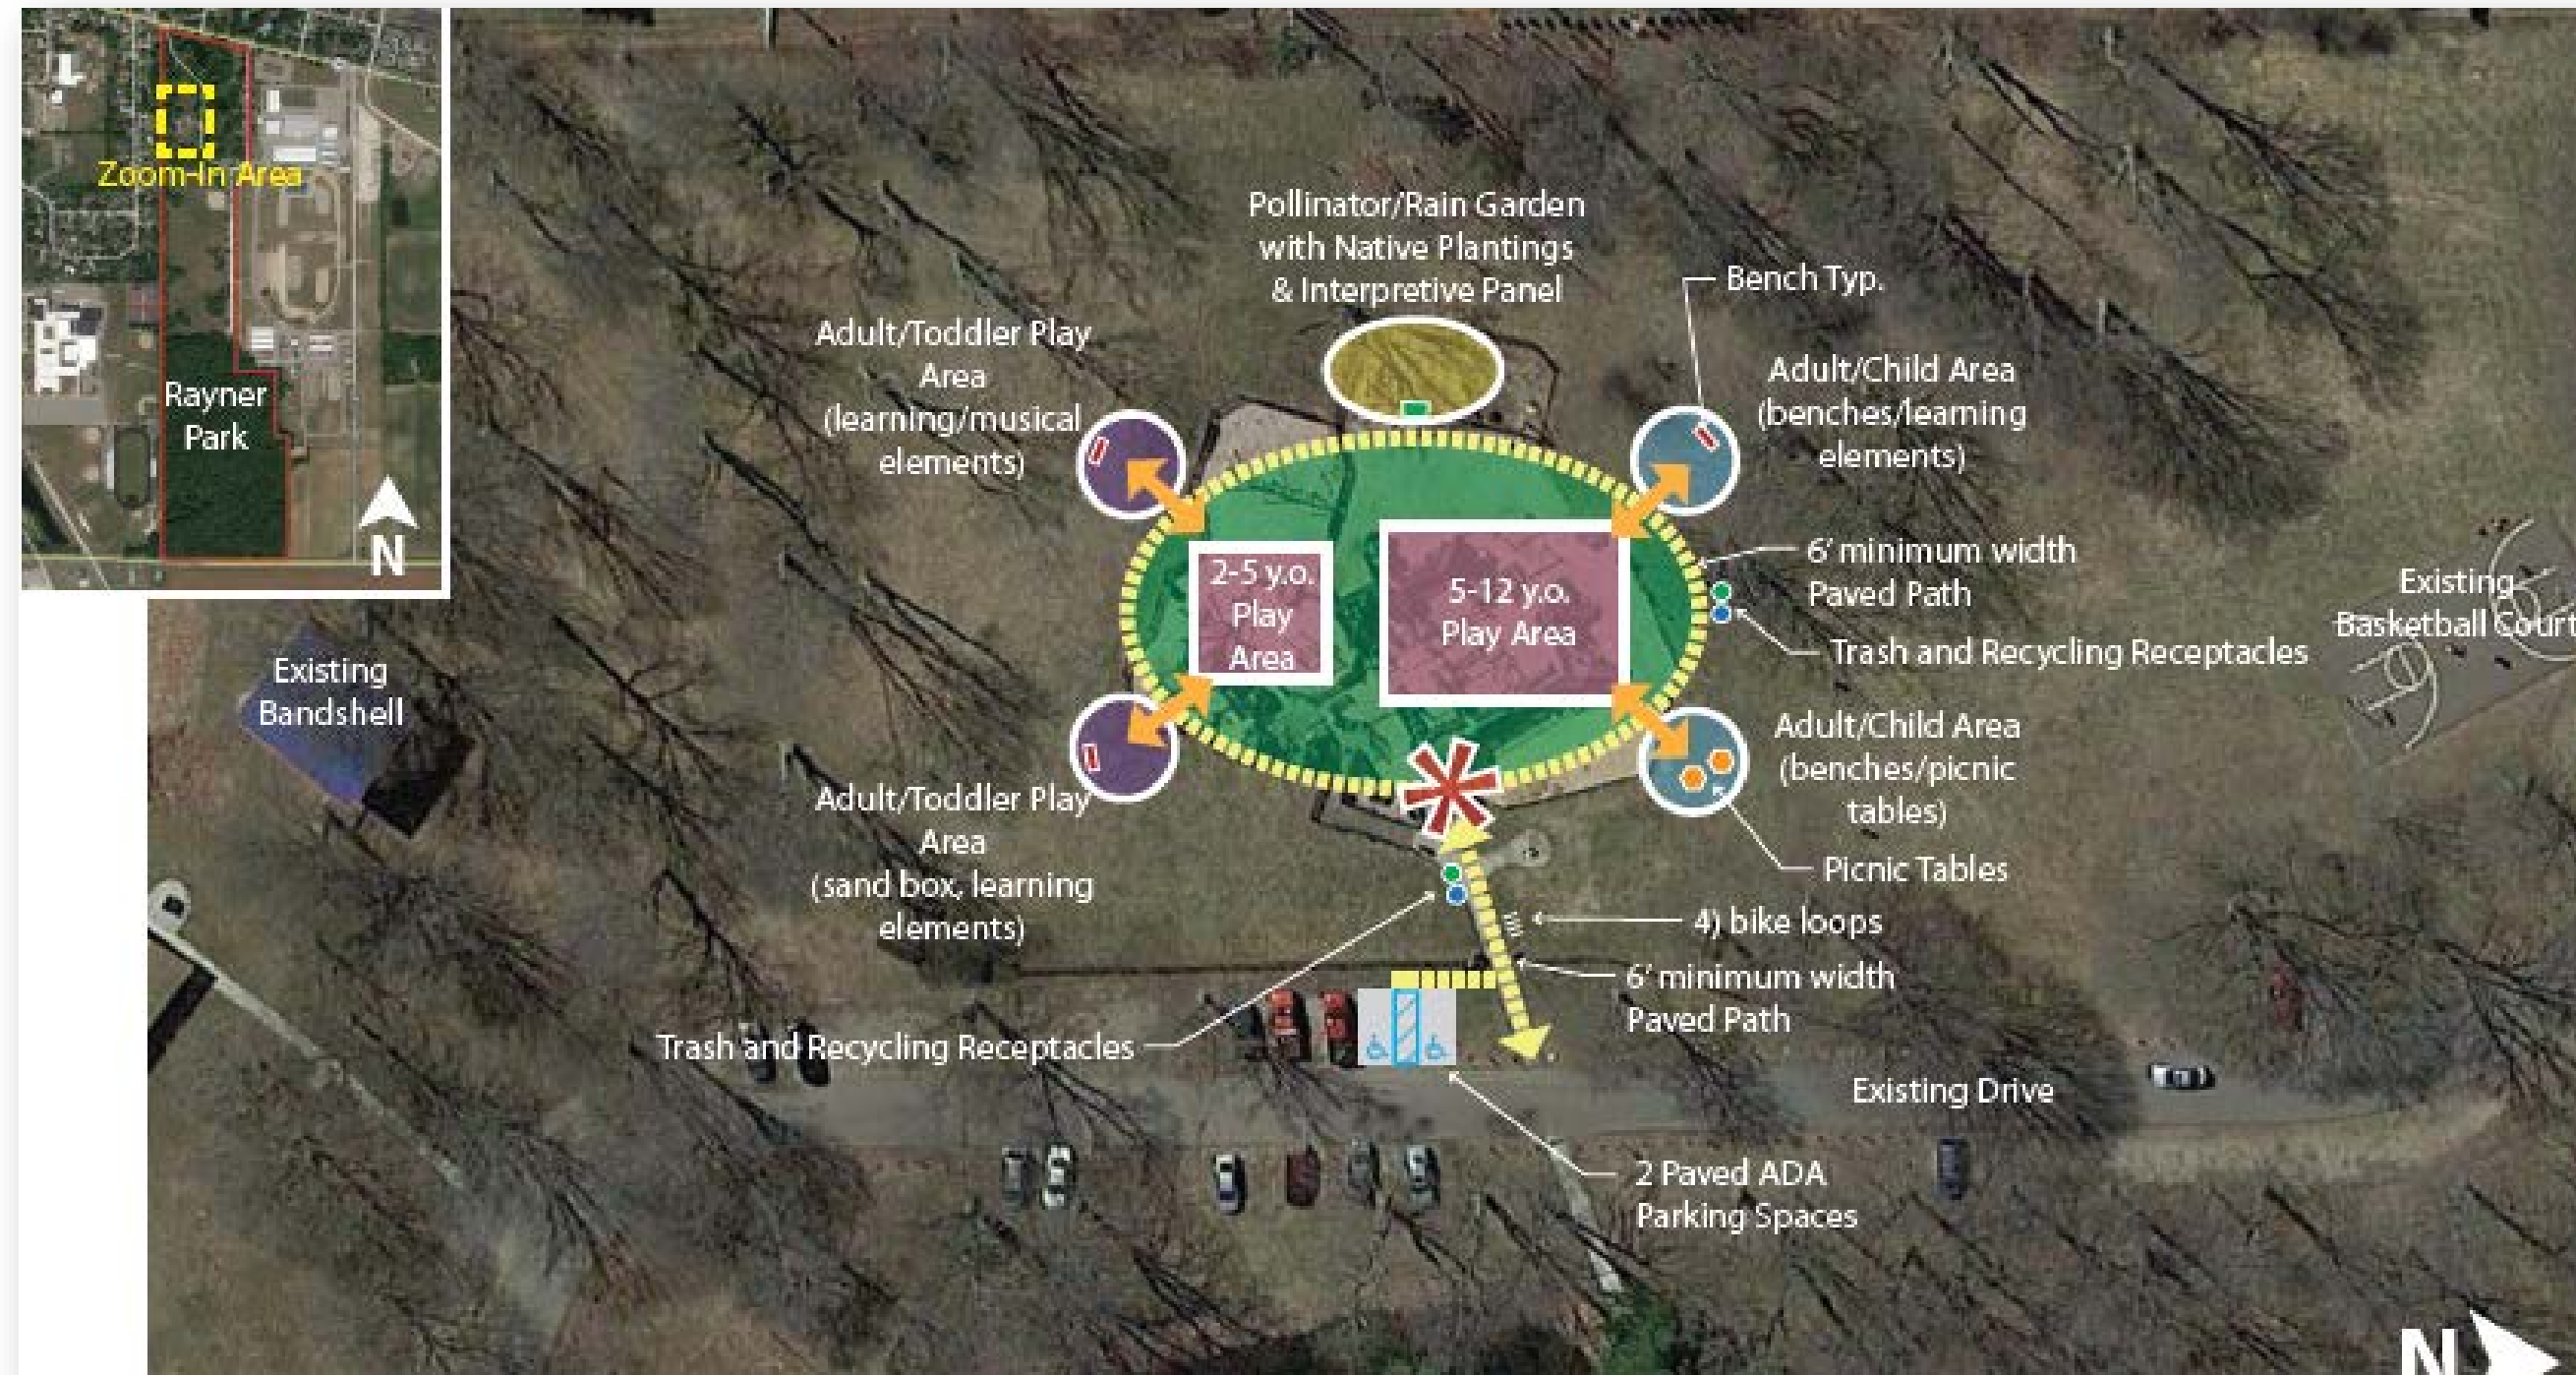 Zoom-In Area
Rayner
Park
N
Pollinator/Rain Garden
with Native Plantings
& Interpretive Panel
Bench Typ.
Adult/Toddler Play
Area
(learning/musical
elements)
Adult/Child Area
(benches/learning
elements)
2-5 y.o.
Play
Area
5-12 y.o.
Play Area
6' minimum width
Paved Path
Existing
Basketball Court
Trash and Recycling Receptacles
Existing
Bandshell
Adult/Child Area
(benches/picnic
tables)
Adult/Toddler Play
Area
(sand box, learning
elements)
Picnic Tables
4) bike loops
6' minimum width
Paved Path
Trash and Recycling Receptacles
Existing Drive
2 Paved ADA
Parking Spaces
N